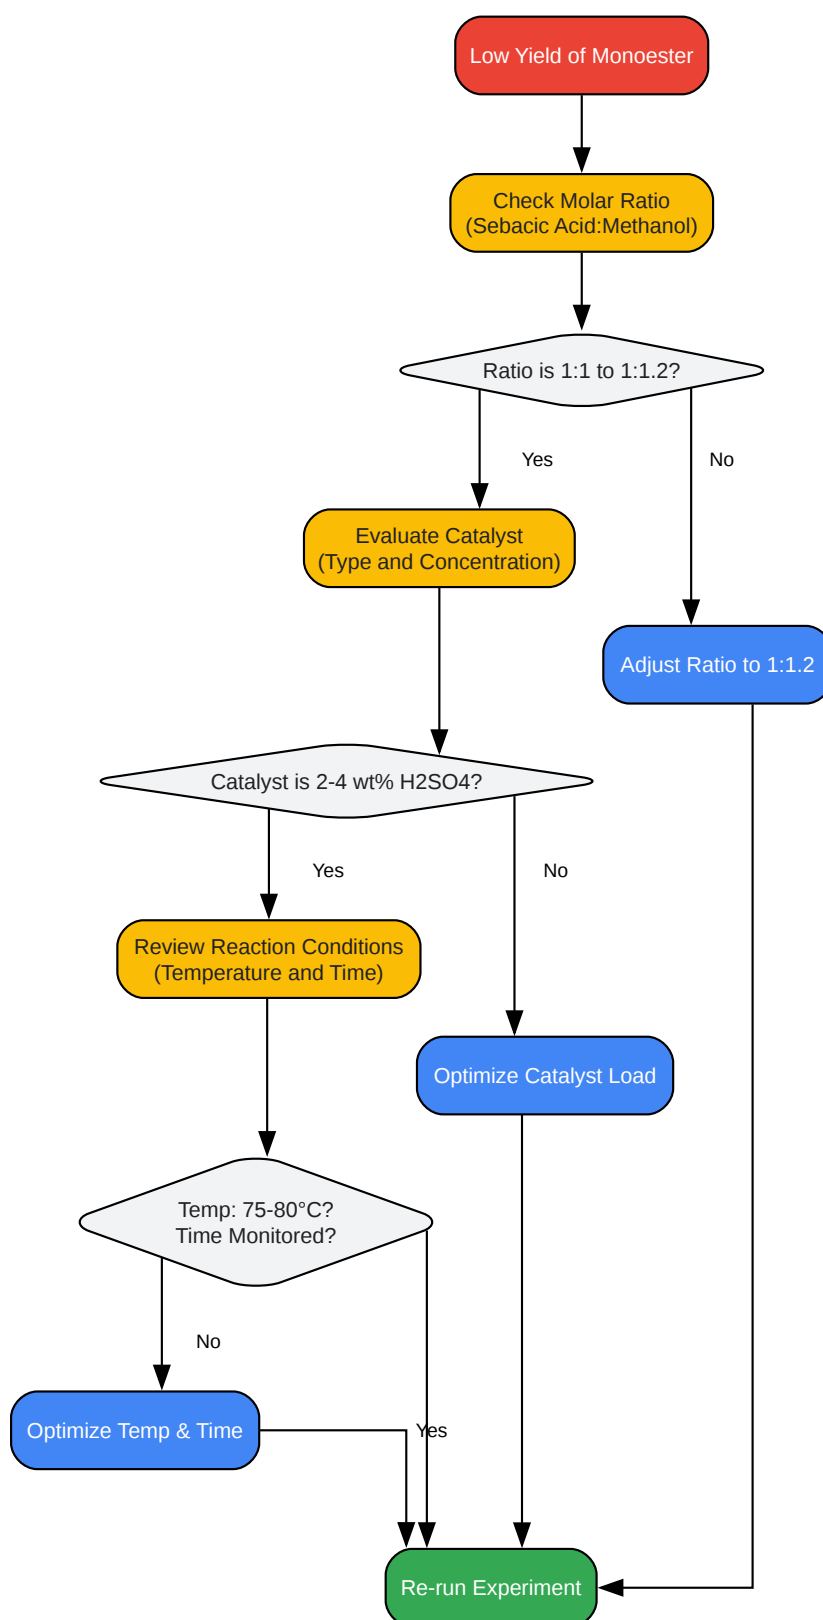 Low Yield of Monoester
Check Molar Ratio
(Sebacic Acid:Methanol)
Ratio is 1:1 to 1:1.2?
Yes
No
Evaluate Catalyst
(Type and Concentration)
Adjust Ratio to 1:1.2
Catalyst is 2-4 wt% H2SO4?
Yes
No
Review Reaction Conditions
(Temperature and Time)
Optimize Catalyst Load
Temp: 75-80°C?
Time Monitored?
No
Optimize Temp & Time
Yes
Re-run Experiment